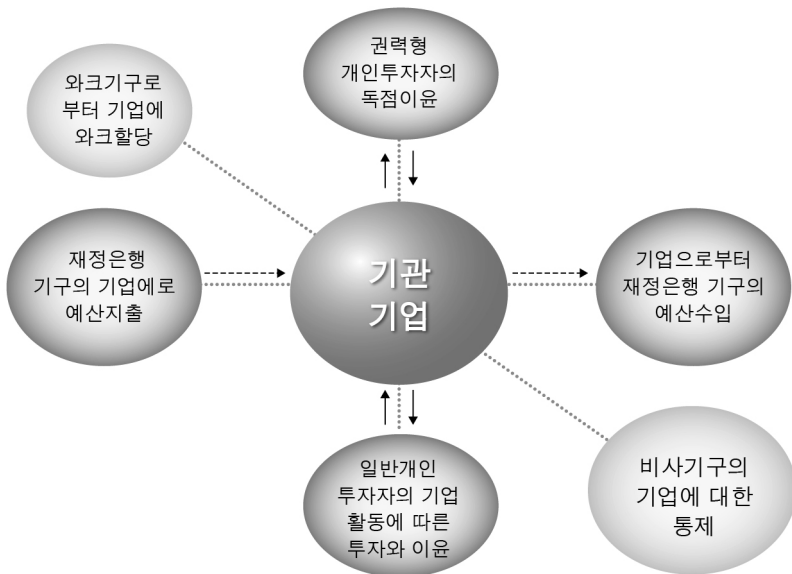 권력형
개인투자자의
독점이윤
와크기구로
부터 기업에
와크할당
재정은행
기구의 기업에로
예산지출
기관
기업
기업으로부터
재정은행 기구의
예산수입
일반개인
투자자의 기업
활동에 따른
투자와 이윤
비사기구의
기업에 대한
통제